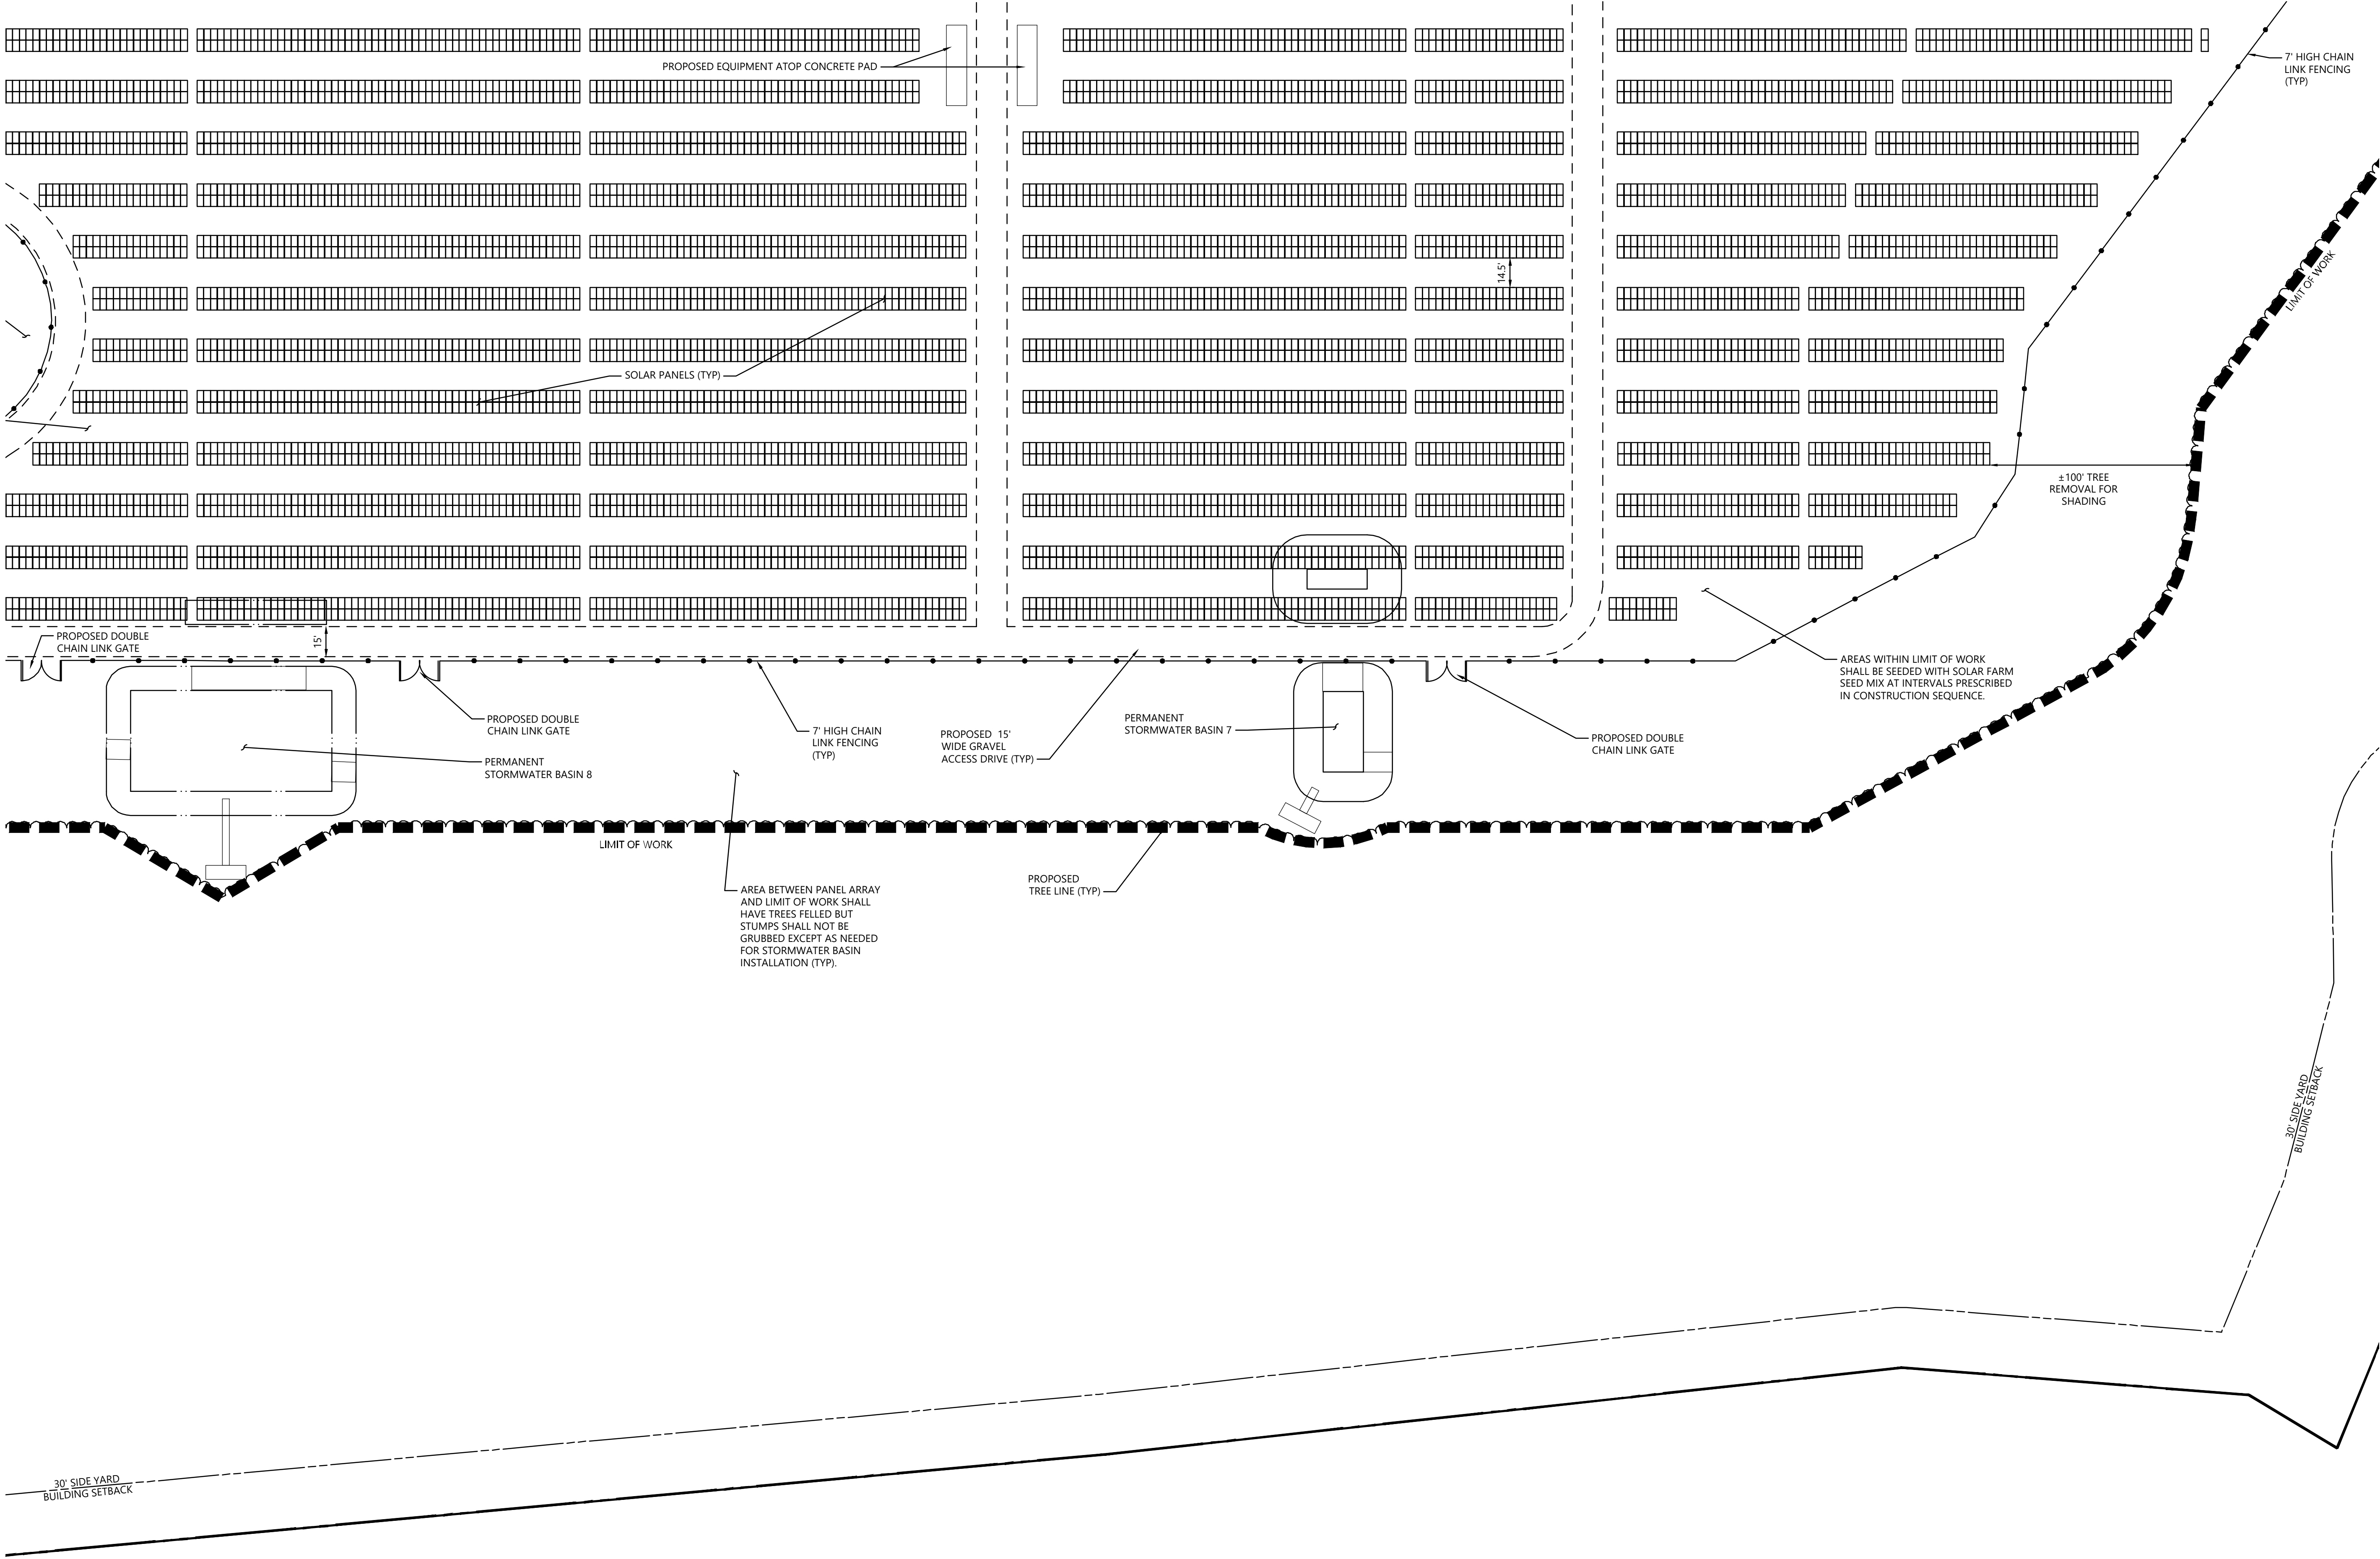 PROPOSED EQUIPMENT ATOP CONCRETE PAD
7' HIGH CHAIN
LINK FENCING
(TYP)
LIMIT OF WORK
14.5'
SOLAR PANELS (TYP)
±100' TREE
REMOVAL FOR
SHADING
PROPOSED DOUBLE
CHAIN LINK GATE
15'
AREAS WITHIN LIMIT OF WORK
SHALL BE SEEDED WITH SOLAR FARM
SEED MIX AT INTERVALS PRESCRIBED
IN CONSTRUCTION SEQUENCE.
PROPOSED DOUBLE
CHAIN LINK GATE
7' HIGH CHAIN
LINK FENCING
(TYP)
PROPOSED 15'
WIDE GRAVEL
ACCESS DRIVE (TYP)
PERMANENT
STORMWATER BASIN 7
PROPOSED DOUBLE
CHAIN LINK GATE
PERMANENT
STORMWATER BASIN 8
LIMIT OF WORK
PROPOSED
TREE LINE (TYP)
AREA BETWEEN PANEL ARRAY
AND LIMIT OF WORK SHALL
HAVE TREES FELLED BUT
STUMPS SHALL NOT BE
GRUBBED EXCEPT AS NEEDED
FOR STORMWATER BASIN
INSTALLATION (TYP).
30' SIDE YARD
BUILDING SETBACK
30' SIDE YARD
BUILDING SETBACK